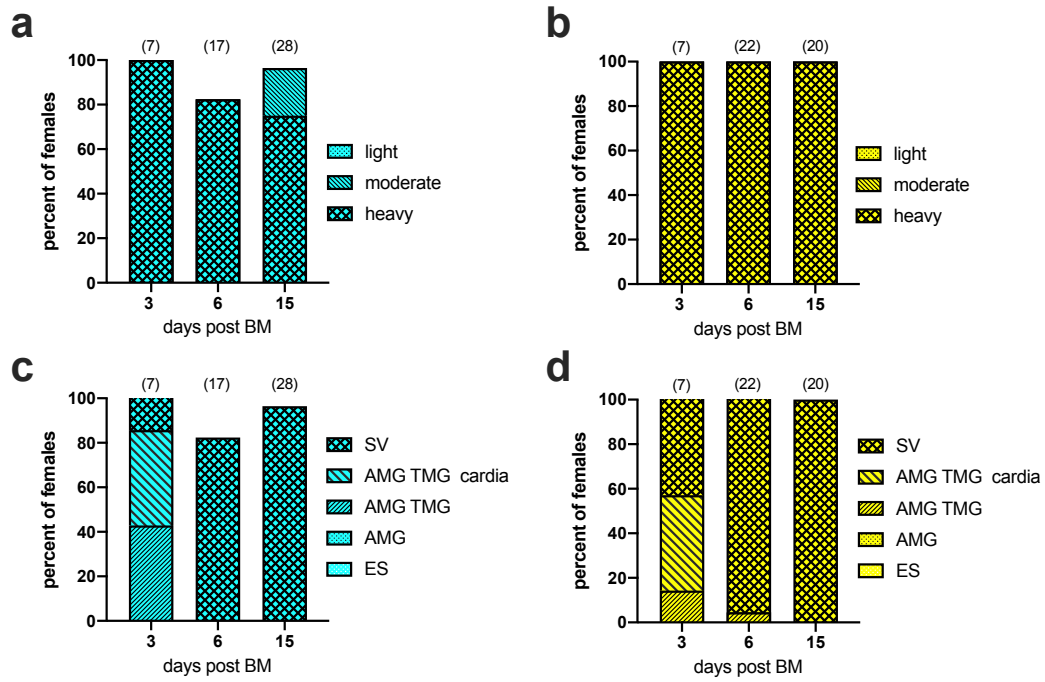 a
(7) (17) (28)
100
80
60
40
20
0
percent of females
3 6 15
days post BM
light
moderate
heavy
b
(7) (22) (20)
100
80
60
40
20
0
percent of females
3 6 15
days post BM
light
moderate
heavy
c
(7) (17) (28)
100
80
60
40
20
0
percent of females
3 6 15
days post BM
SV
AMG TMG cardia
AMG TMG
AMG
ES
d
(7) (22) (20)
100
80
60
40
20
0
percent of females
3 6 15
days post BM
SV
AMG TMG cardia
AMG TMG
AMG
ES